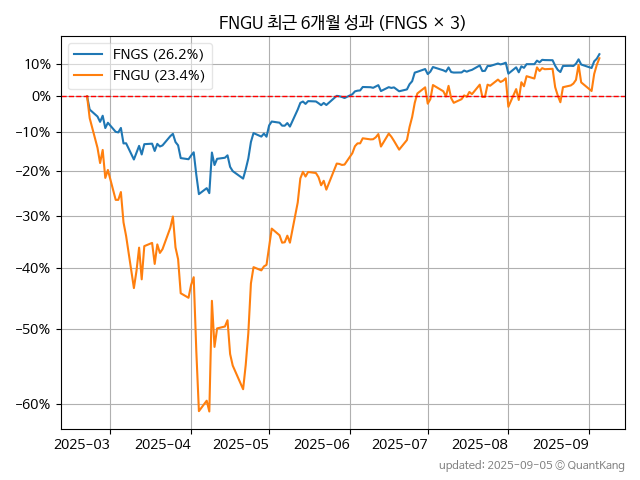 FNGU 최근 6개월 성과 (FNGS × 3)
FNGS (26.2%)
FNGU (23.4%)
10%
0%
−10%
−20%
−30%
−40%
−50%
−60%
2025-03 2025-04 2025-05 2025-06 2025-07 2025-08 2025-09
updated: 2025-09-05 © QuantKang